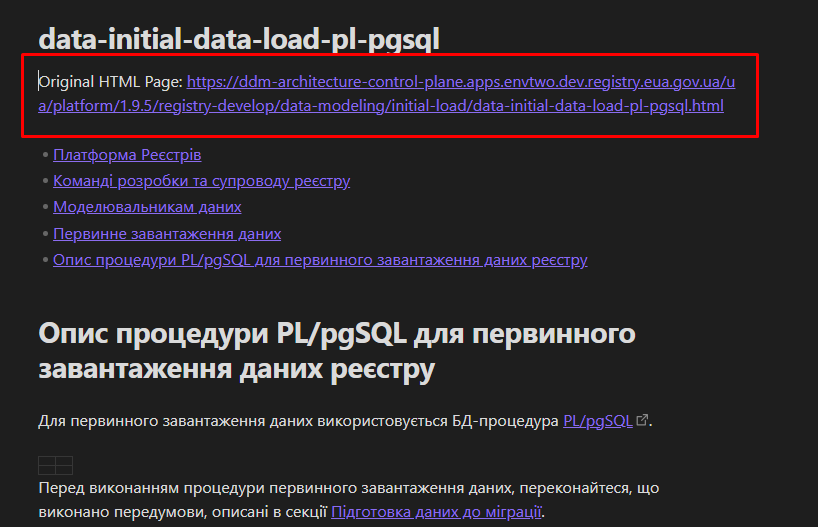 data-initial-data-load-pl-pgsql
Original HTML Page: https://ddm-architecture-control-plane.apps.envtwo.dev.registry.eua.gov.ua/u
a/platform/1.9.5/registry-develop/data-modeling/initial-load/data-initial-data-load-pl-pgsql.html
• Платформа Реєстрів
• Команді розробки та супроводу реєстру
• Моделювальникам даних
• Первинне завантаження даних
• Опис процедури PL/pgSQL для первинного завантаження даних реєстру
Опис процедури PL/pgSQL для первинного
завантаження даних реєстру
Для первинного завантаження даних використовується БД-процедура PL/pgSQL.
Перед виконанням процедури первинного завантаження даних, переконайтеся, що
виконано передумови, описані в секції Підготовка даних до міграції.